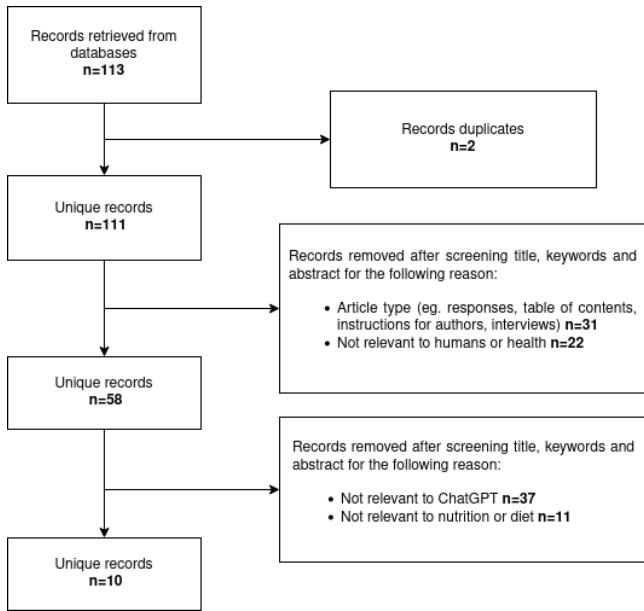 Records retrieved from
databases
n=113
Records duplicates
n=2
Unique records
n=111
Records removed after screening title, keywords and
abstract for the following reason:
• Article type (eg. responses, table of contents,
instructions for authors, interviews) n=31
• Not relevant to humans or health n=22
Unique records
n=58
Records removed after screening title, keywords and
abstract for the following reason:
• Not relevant to ChatGPT n=37
• Not relevant to nutrition or diet n=11
Unique records
n=10